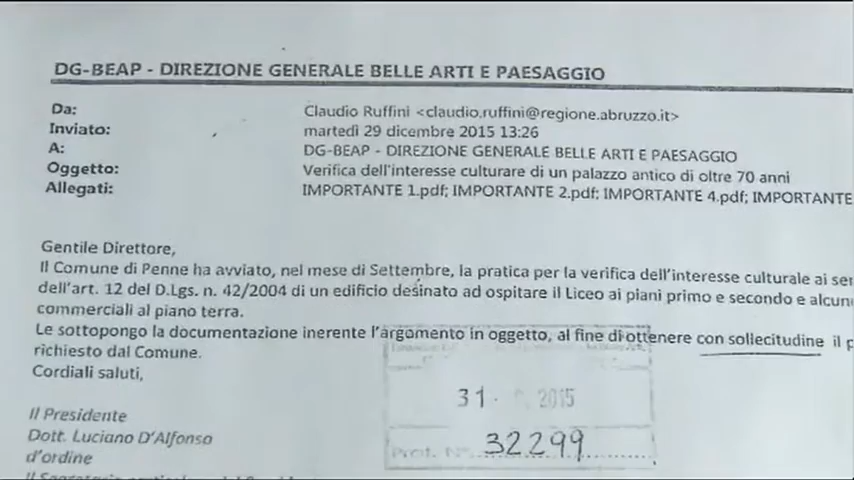 DG-BEAP - DIREZIONE GENERALE BELLE ARTI E PAESAGGIO
Da: Claudio Ruffini <claudio.ruffini@regione.abruzzo.it>
Inviato: martedì 29 dicembre 2015 13:26
A: DG-BEAP - DIREZIONE GENERALE BELLE ARTI E PAESAGGIO
Oggetto: Verifica dell'interesse culturare di un palazzo antico di oltre 70 anni
Allegati: IMPORTANTE 1.pdf; IMPORTANTE 2.pdf; IMPORTANTE 4.pdf; IMPORTANTE
Gentile Direttore,
Il Comune di Penne ha avviato, nel mese di Settembre, la pratica per la verifica dell'interesse culturale ai
dell'art. 12 del D.Lgs. n. 42/2004 di un edificio desinato ad ospitare il Liceo ai piani primo e secondo e
commerciali al piano terra.
Le sottopongo la documentazione inerente l'argomento in oggetto, al fine di ottenere con sollecitudine il
richiesto dal Comune.
Cordiali saluti,
31 2015
Prot. N° 32299
Il Presidente
Dott. Luciano D'Alfonso
d'ordine